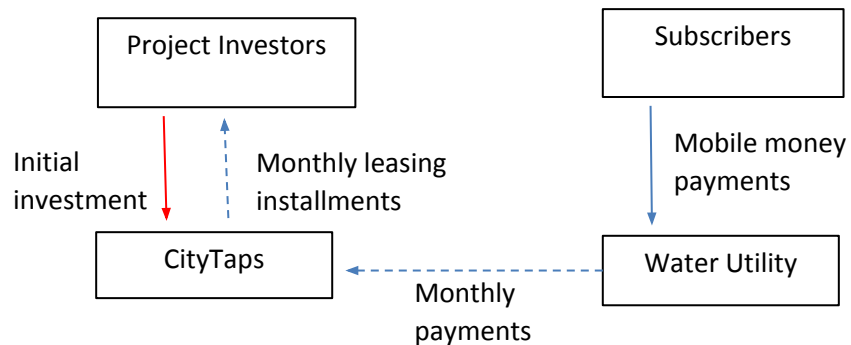 Project Investors
Subscribers
Initial
investment
Monthly leasing
installments
Mobile money
payments
CityTaps
Water Utility
Monthly
payments